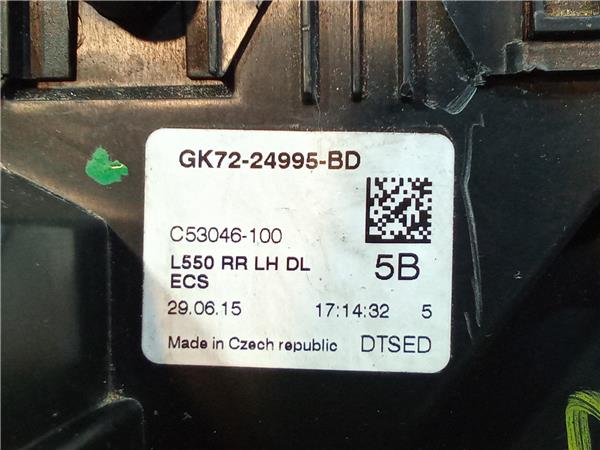 GK72-24995-BD
C53046-100
L550 RR LH DL
ECS
5B
29.06.15 17:14:32 5
Made in Czech republic DTSED